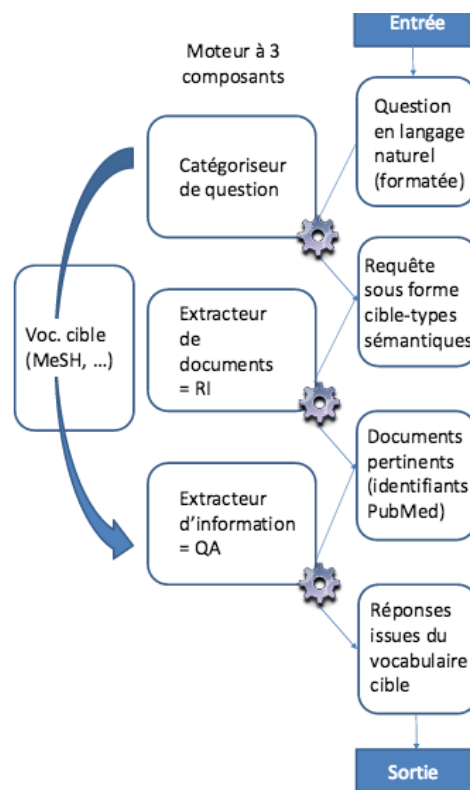 Entrée
Moteur à 3
composants
Question
en langage
naturel
(formatée)
Catégoriseur
de question
Requête
sous forme
cible-types
sémantiques
Voc. cible
(MeSH, ...)
Extracteur
de
documents
= RI
Documents
pertinents
(identifiants
PubMed)
Extracteur
d'information
= QA
Réponses
issues du
vocabulaire
cible
Sortie